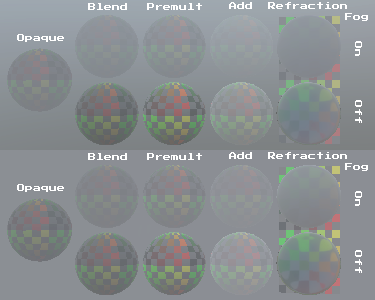 Blend Premult Add Refraction
Fog
Opaque
On
Off
Blend Premult Add Refraction
Fog
Opaque
On
Off